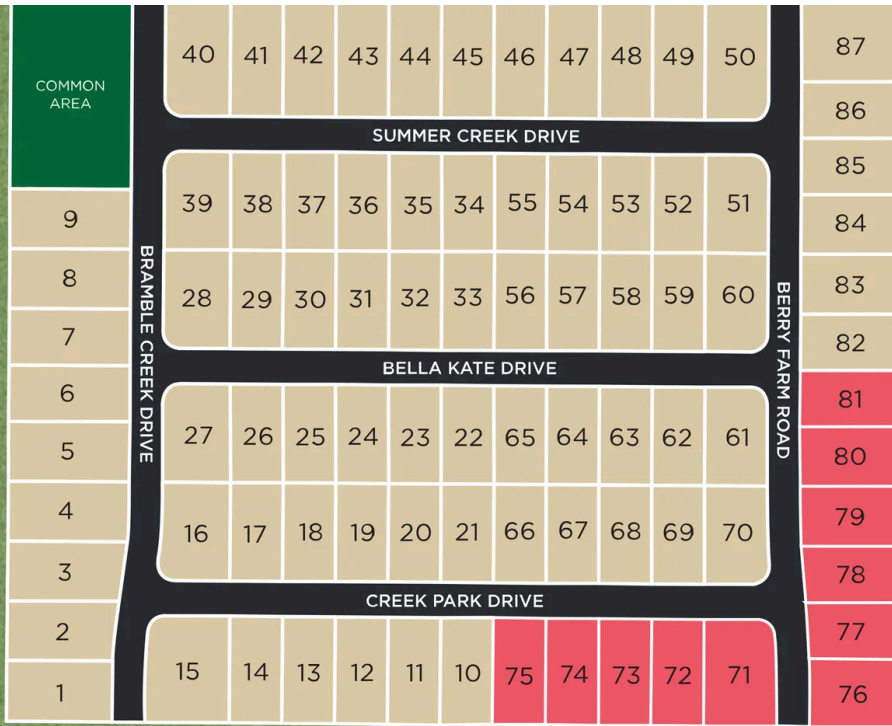 COMMON
AREA
40 41 42 43 44 45 46 47 48 49 50
87
86
SUMMER CREEK DRIVE
85
39 38 37 36 35 34 55 54 53 52 51
9
84
8
28 29 30 31 32 33 56 57 58 59 60
83
7
82
BRAMBLE CREEK DRIVE
BELLA KATE DRIVE
BERRY FARM ROAD
6
81
27 26 25 24 23 22 65 64 63 62 61
5
80
4
79
16 17 18 19 20 21 66 67 68 69 70
3
78
CREEK PARK DRIVE
2
77
15 14 13 12 11 10 75 74 73 72 71
1
76